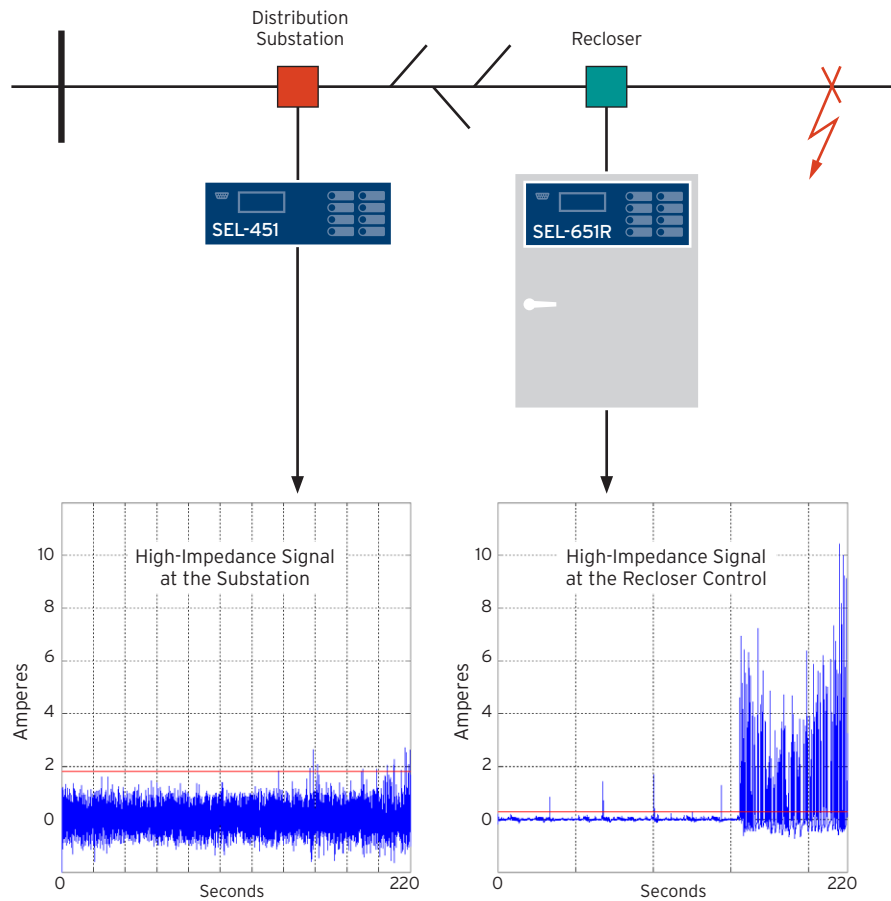 Distribution
Substation
Recloser
SEL-451
SEL-651R
High-Impedance Signal
at the Substation
Amperes
10
8
6
4
2
0
0
Seconds
220
High-Impedance Signal
at the Recloser Control
Amperes
10
8
6
4
2
0
0
Seconds
220